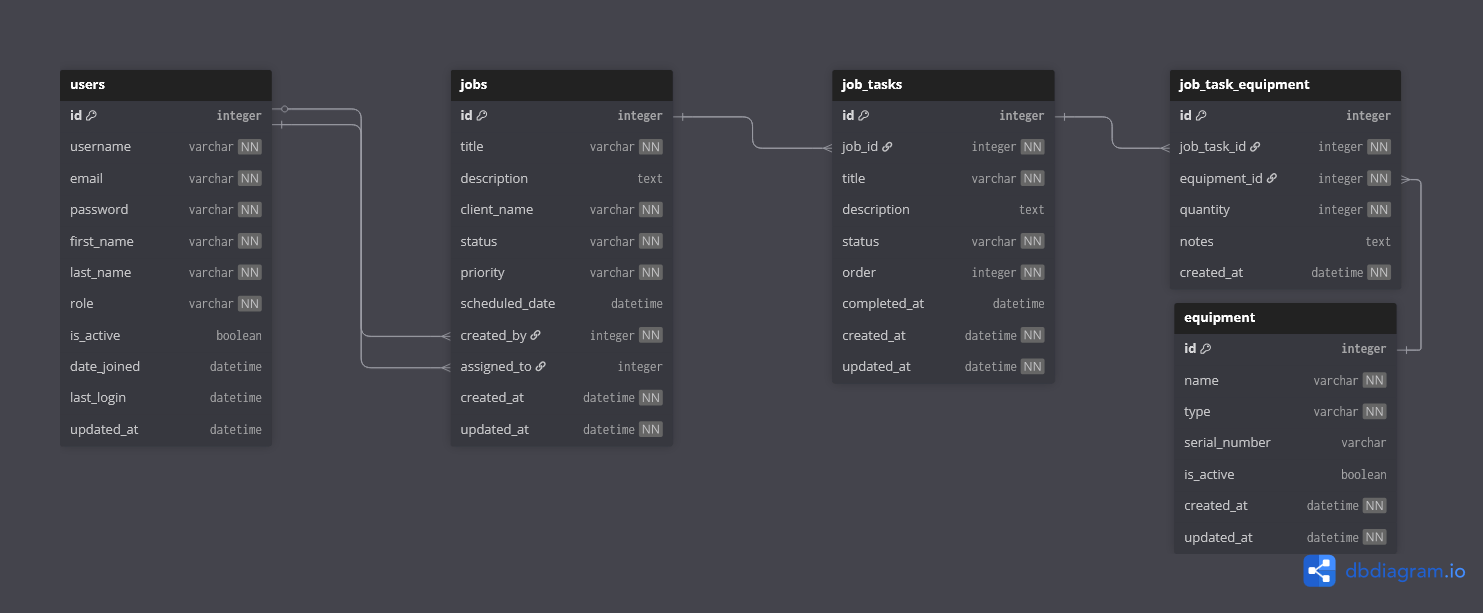 users
id integer
username varchar NN
email varchar NN
password varchar NN
first_name varchar NN
last_name varchar NN
role varchar NN
is_active boolean
date_joined datetime
last_login datetime
updated_at datetime
jobs
id integer
title varchar NN
description text
client_name varchar NN
status varchar NN
priority varchar NN
scheduled_date datetime
created_by integer NN
assigned_to integer
created_at datetime NN
updated_at datetime NN
job_tasks
id integer
job_id integer NN
title varchar NN
description text
status varchar NN
order integer NN
completed_at datetime
created_at datetime NN
updated_at datetime NN
job_task_equipment
id integer
job_task_id integer NN
equipment_id integer NN
quantity integer NN
notes text
created_at datetime NN
equipment
id integer
name varchar NN
type varchar NN
serial_number varchar
is_active boolean
created_at datetime NN
updated_at datetime NN
dbdiagram.io